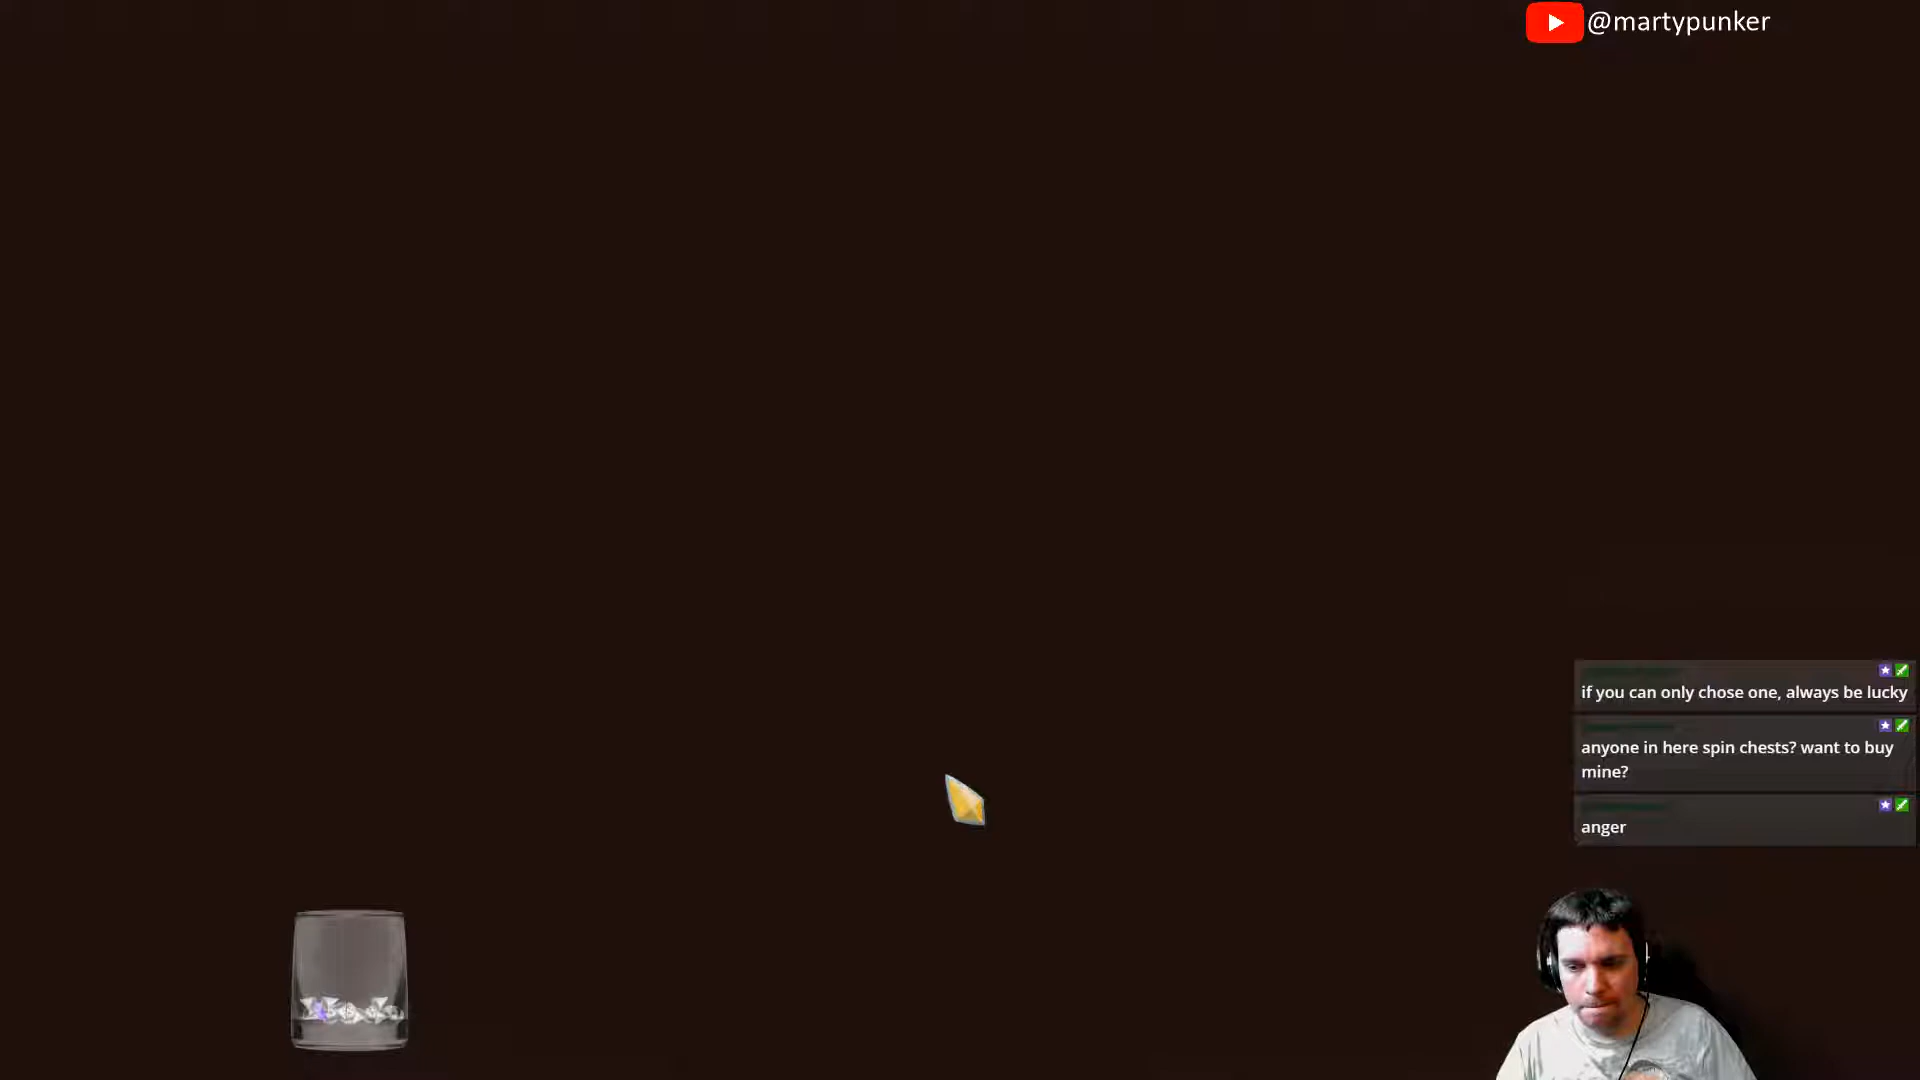 @martypunker
if you can only chose one, always be lucky
anyone in here spin chests? want to buy
mine?
anger